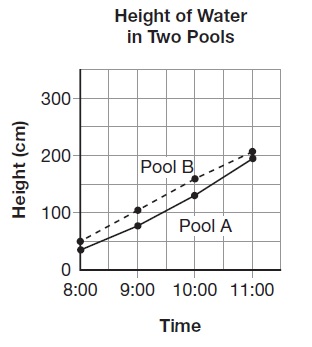 Height of Water
in Two Pools
Height (cm)
300
200
100
0
Pool B
Pool A
8:00 9:00 10:00 11:00
Time